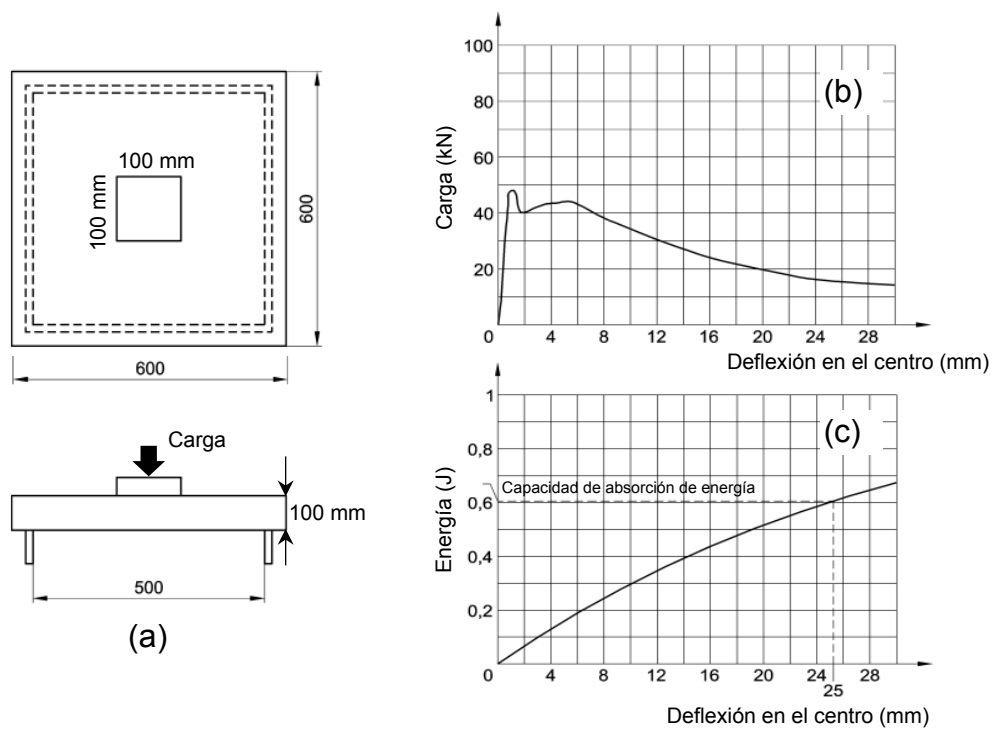 100 mm
100 mm
600
600
Carga
100 mm
500
(a)
Carga (kN)
100
80
60
40
20
0
4
8
12
16
20
24
28
(b)
Deflexión en el centro (mm)
Energía (J)
1
0,8
0,6
0,4
0,2
0
4
8
12
16
20
24
28
25
(c)
Capacidad de absorción de energía
Deflexión en el centro (mm)